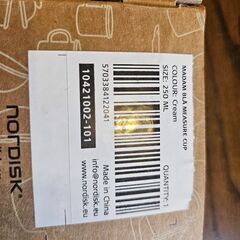 MADAM BLA MEASURE CUP
COLOUR: Cream
SIZE: 250 ML
QUANTITY: 1
5703384122041
10421002-101
Made in China
info@nordisk.eu
www.nordisk.eu
NORDISK